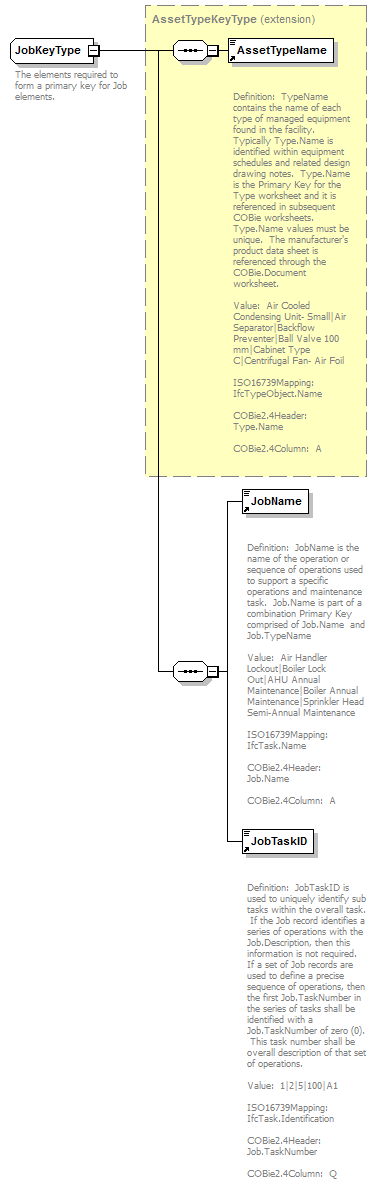 AssetTypeKeyType (extension)
JobKeyType
The elements required to
form a primary key for Job
elements.
AssetTypeName
Definition:  TypeName
contains the name of each
type of managed equipment
found in the facility.
Typically Type.Name is
identified within equipment
schedules and related design
drawing notes.  Type.Name
is the Primary Key for the
Type worksheet and it is
referenced in subsequent
COBie worksheets.
Type.Name values must be
unique.  The manufacturer's
product data sheet is
referenced through the
COBie.Document
worksheet.
Value:  Air Cooled
Condensing Unit- Small|Air
Separator|Backflow
Preventer|Ball Valve 100
mm|Cabinet Type
C|Centrifugal Fan- Air Foil
ISO16739Mapping:
IfcTypeObject.Name
COBie2.4Header:
Type.Name
COBie2.4Column:  A
JobName
Definition:  JobName is the
name of the operation or
sequence of operations used
to support a specific
operations and maintenance
task.  Job.Name is part of a
combination Primary Key
comprised of Job.Name  and
Job.TypeName
Value:  Air Handler
Lockout|Boiler Lock
Out|AHU Annual
Maintenance|Boiler Annual
Maintenance|Sprinkler Head
Semi-Annual Maintenance
ISO16739Mapping:
IfcTask.Name
COBie2.4Header:
Job.Name
COBie2.4Column:  A
JobTaskID
Definition:  JobTaskID is
used to uniquely identify sub
tasks within the overall task.
If the Job record identifies a
series of operations with the
Job.Description, then this
information is not required.
If a set of Job records are
used to define a precise
sequence of operations, then
the first Job.TaskNumber in
the series of tasks shall be
identified with a
Job.TaskNumber of zero (0).
This task number shall be
overall description of that set
of operations.
Value:  1|2|5|100|A1
ISO16739Mapping:
IfcTask.Identification
COBie2.4Header:
Job.TaskNumber
COBie2.4Column:  Q